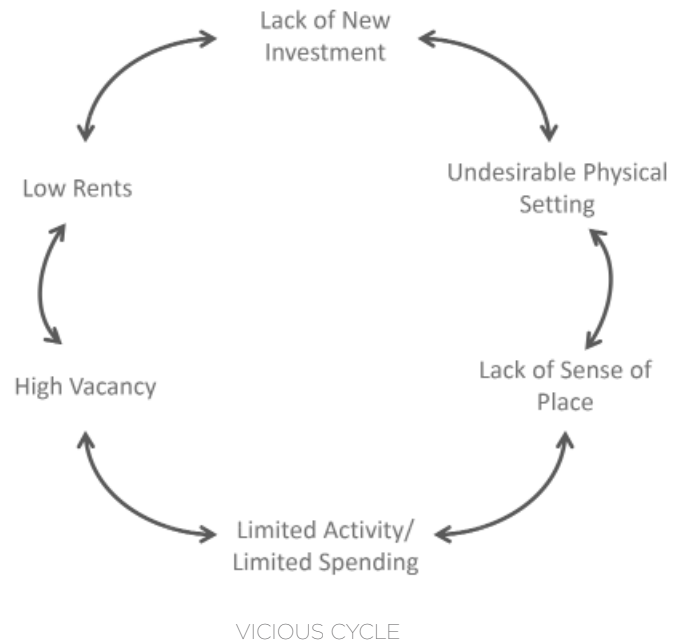 Lack of New
Investment
Low Rents
Undesirable Physical
Setting
High Vacancy
Lack of Sense of
Place
Limited Activity/
Limited Spending
VICIOUS CYCLE